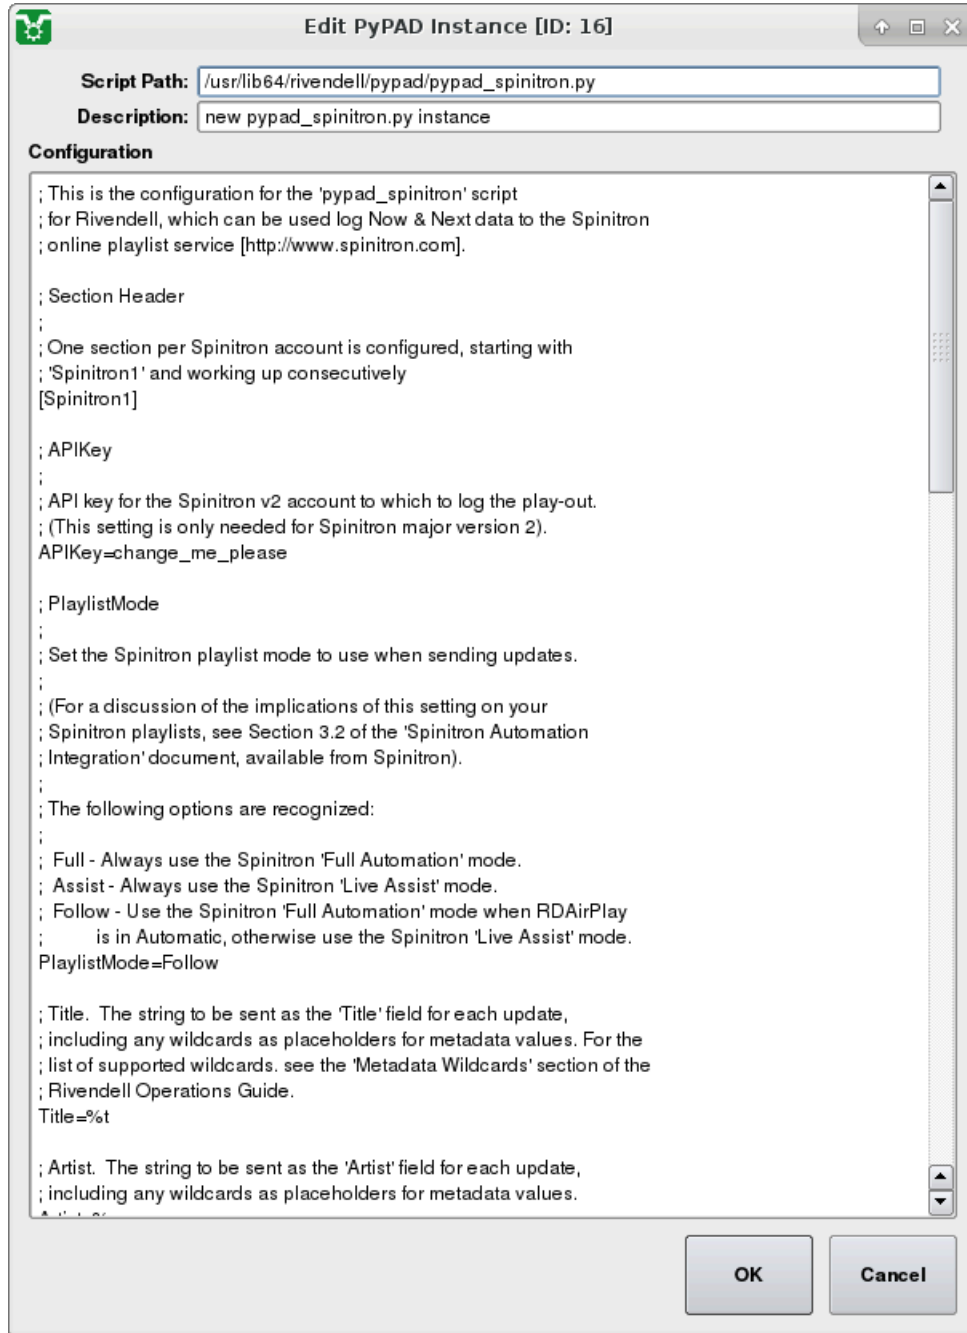 Edit PyPAD Instance [ID: 16]
Script Path: /usr/lib64/rivendell/pypad/pypad_spinitron.py
Description: new pypad_spinitron.py instance
Configuration
; This is the configuration for the 'pypad_spinitron' script
; for Rivendell, which can be used log Now & Next data to the Spinitron
; online playlist service [http://www.spinitron.com].
; Section Header
;
; One section per Spinitron account is configured, starting with
; 'Spinitron1' and working up consecutively
[Spinitron1]
; APIKey
;
; API key for the Spinitron v2 account to which to log the play-out.
; (This setting is only needed for Spinitron major version 2).
APIKey=change_me_please
; PlaylistMode
;
; Set the Spinitron playlist mode to use when sending updates.
;
; (For a discussion of the implications of this setting on your
; Spinitron playlists, see Section 3.2 of the 'Spinitron Automation
; Integration' document, available from Spinitron).
;
; The following options are recognized:
;
;  Full - Always use the Spinitron 'Full Automation' mode.
;  Assist - Always use the Spinitron 'Live Assist' mode.
;  Follow - Use the Spinitron 'Full Automation' mode when RDAirPlay
;          is in Automatic, otherwise use the Spinitron 'Live Assist' mode.
PlaylistMode=Follow
; Title.  The string to be sent as the 'Title' field for each update,
; including any wildcards as placeholders for metadata values. For the
; list of supported wildcards. see the 'Metadata Wildcards' section of the
; Rivendell Operations Guide.
Title=%t
; Artist.  The string to be sent as the 'Artist' field for each update,
; including any wildcards as placeholders for metadata values.
OK
Cancel